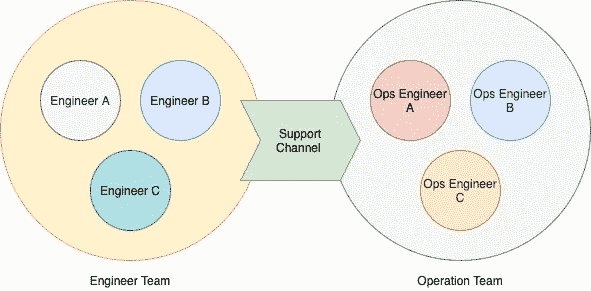 Engineer A
Engineer B
Engineer C
Support
Channel
Ops Engineer
A
Ops Engineer
B
Ops Engineer
C
Engineer Team
Operation Team